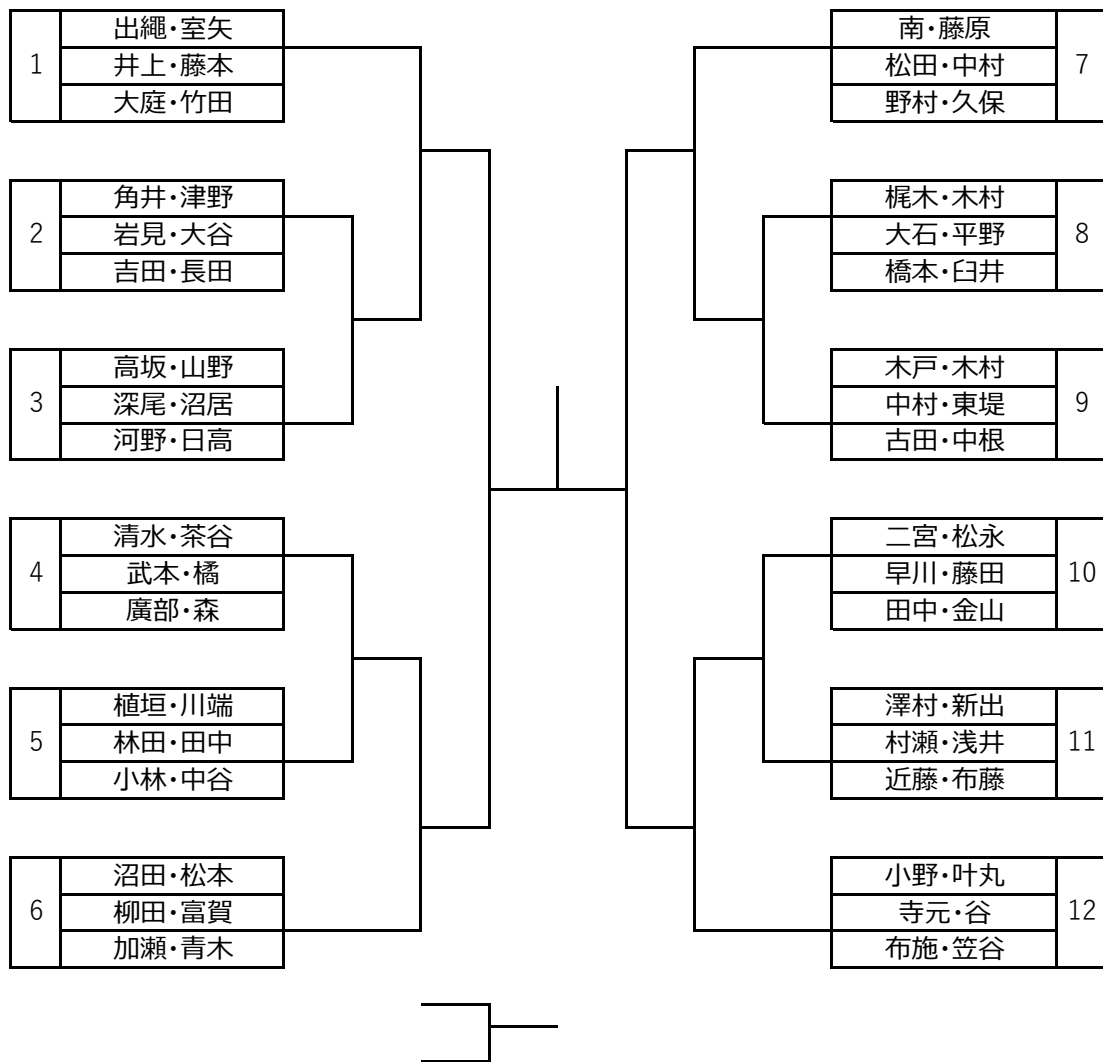 1
出繩・室矢
井上・藤本
大庭・竹田
2
角井・津野
岩見・大谷
吉田・長田
3
高坂・山野
深尾・沼居
河野・日高
4
清水・茶谷
武本・橘
廣部・森
5
植垣・川端
林田・田中
小林・中谷
6
沼田・松本
柳田・富賀
加瀬・青木
南・藤原
松田・中村
野村・久保
7
梶木・木村
大石・平野
橋本・臼井
8
木戸・木村
中村・東堤
古田・中根
9
二宮・松永
早川・藤田
田中・金山
10
澤村・新出
村瀬・浅井
近藤・布藤
11
小野・叶丸
寺元・谷
布施・笠谷
12